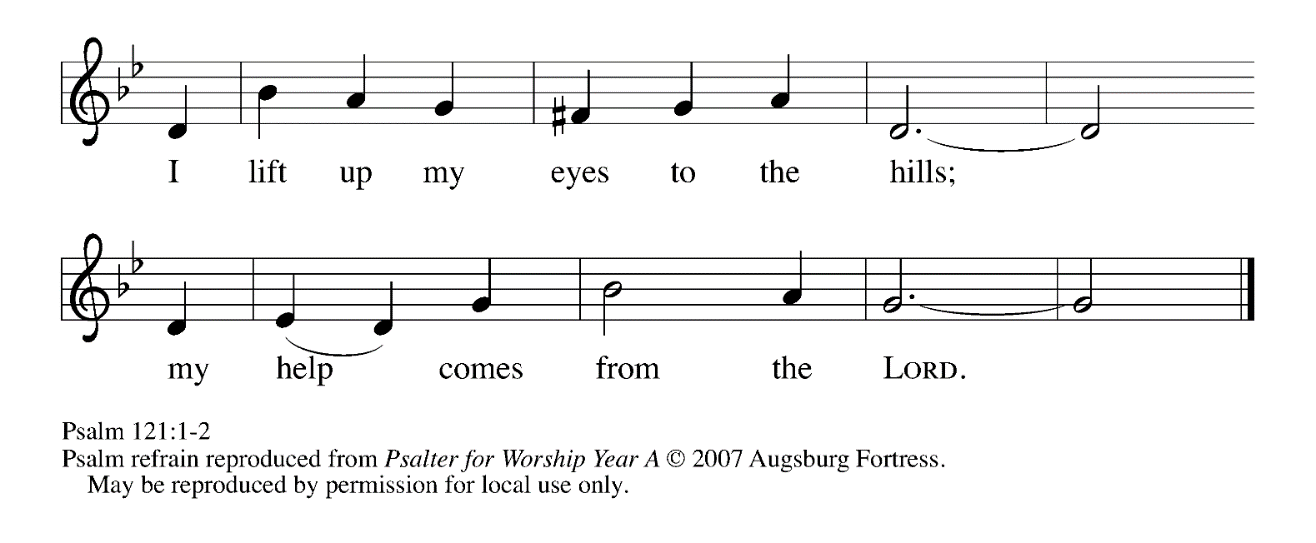 I lift up my eyes to the hills;
my help comes from the LORD.
Psalm 121:1-2
Psalm refrain reproduced from Psalter for Worship Year A © 2007 Augsburg Fortress.
May be reproduced by permission for local use only.